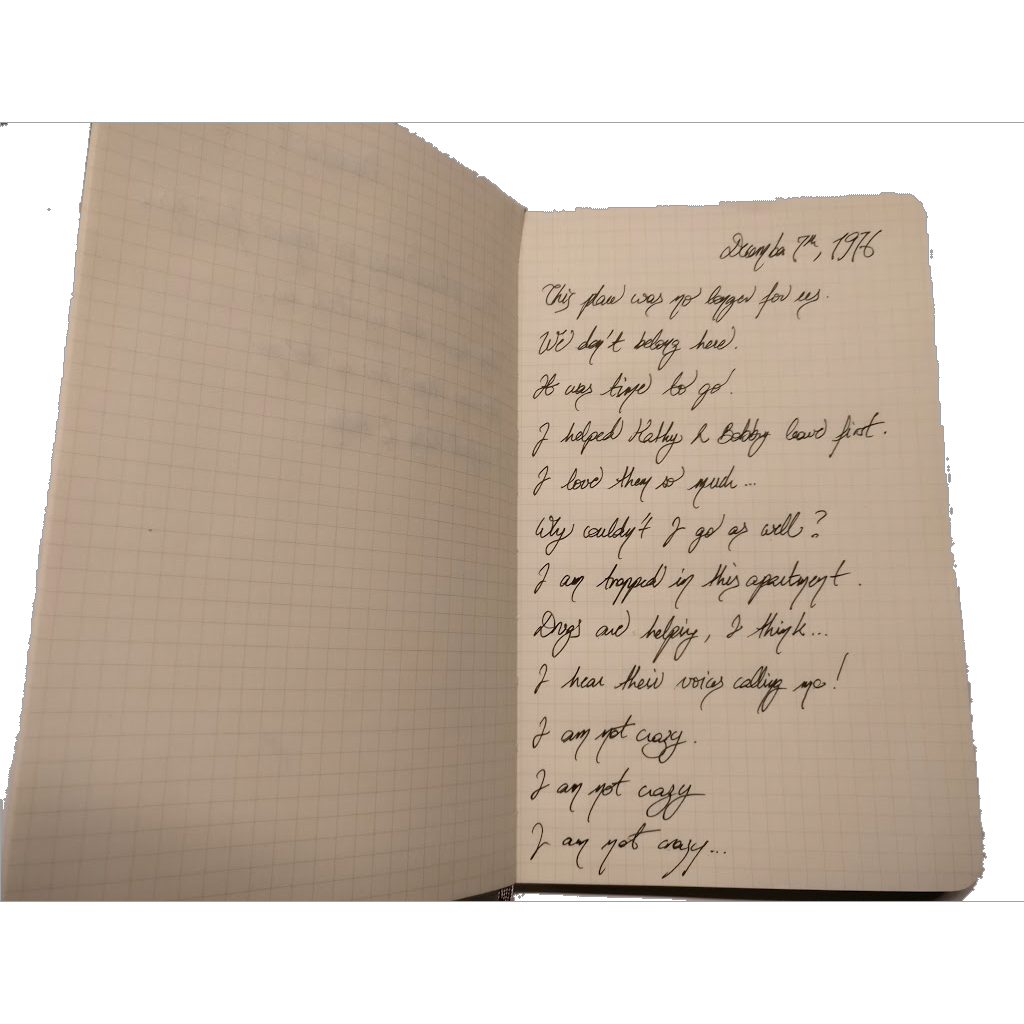 December 7th, 1976
This place was no longer for us.
We don't belong here.
It was time to go.
I helped Kathy & Bobby leave first.
I love them so much...
Why couldn't I go as well?
I am trapped in this apartment.
Drugs are helping, I think...
I hear their voices calling me!
I am not crazy.
I am not crazy
I am not crazy...